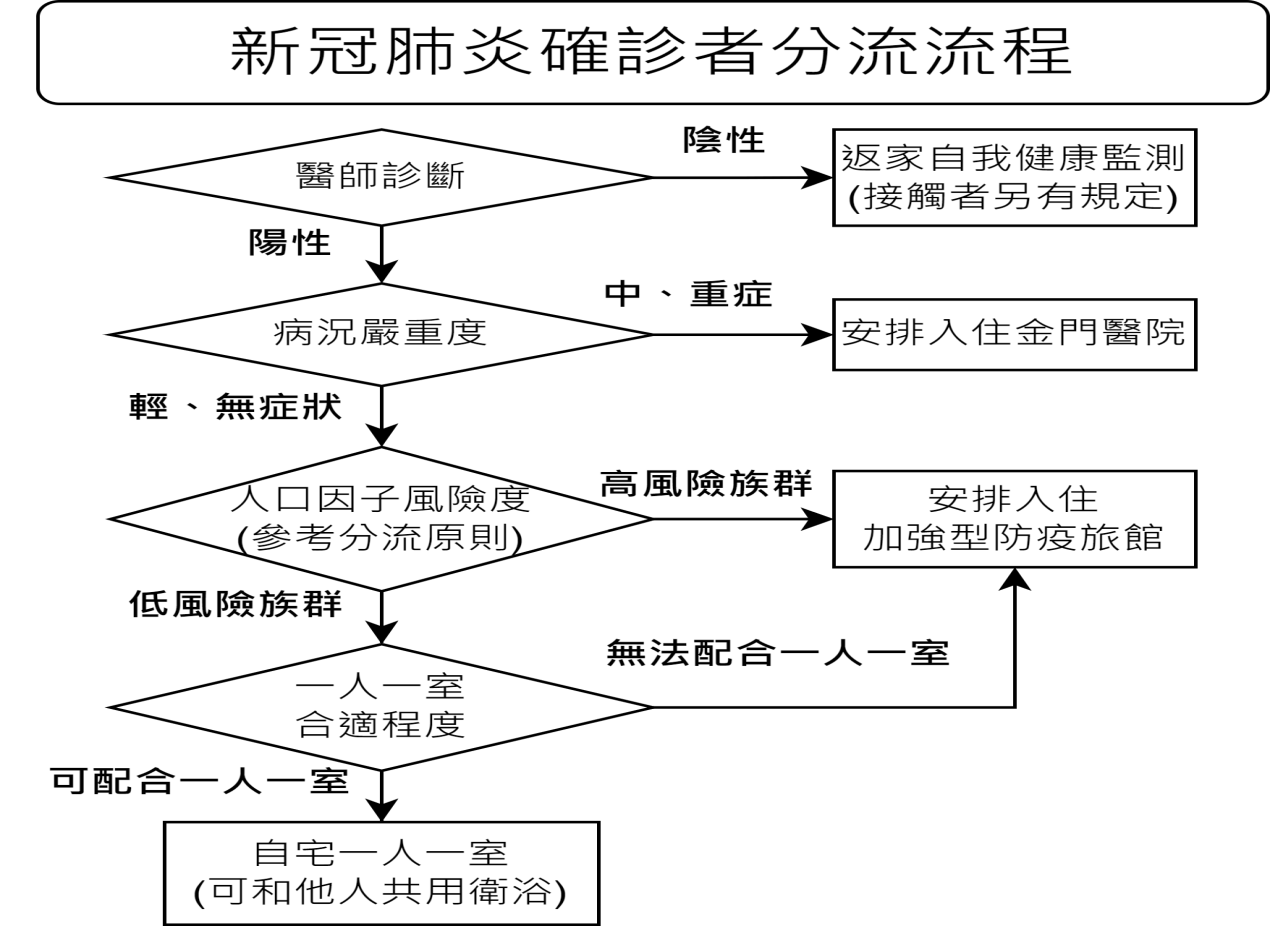 新冠肺炎確診者分流流程
醫師診斷
陰性
返家自我健康監測
(接觸者另有規定)
陽性
病況嚴重度
中、重症
安排入住金門醫院
輕、無症狀
人口因子風險度
(參考分流原則)
高風險族群
安排入住
加強型防疫旅館
低風險族群
一人一室
合適程度
無法配合一人一室
可配合一人一室
自宅一人一室
(可和他人共用衛浴)